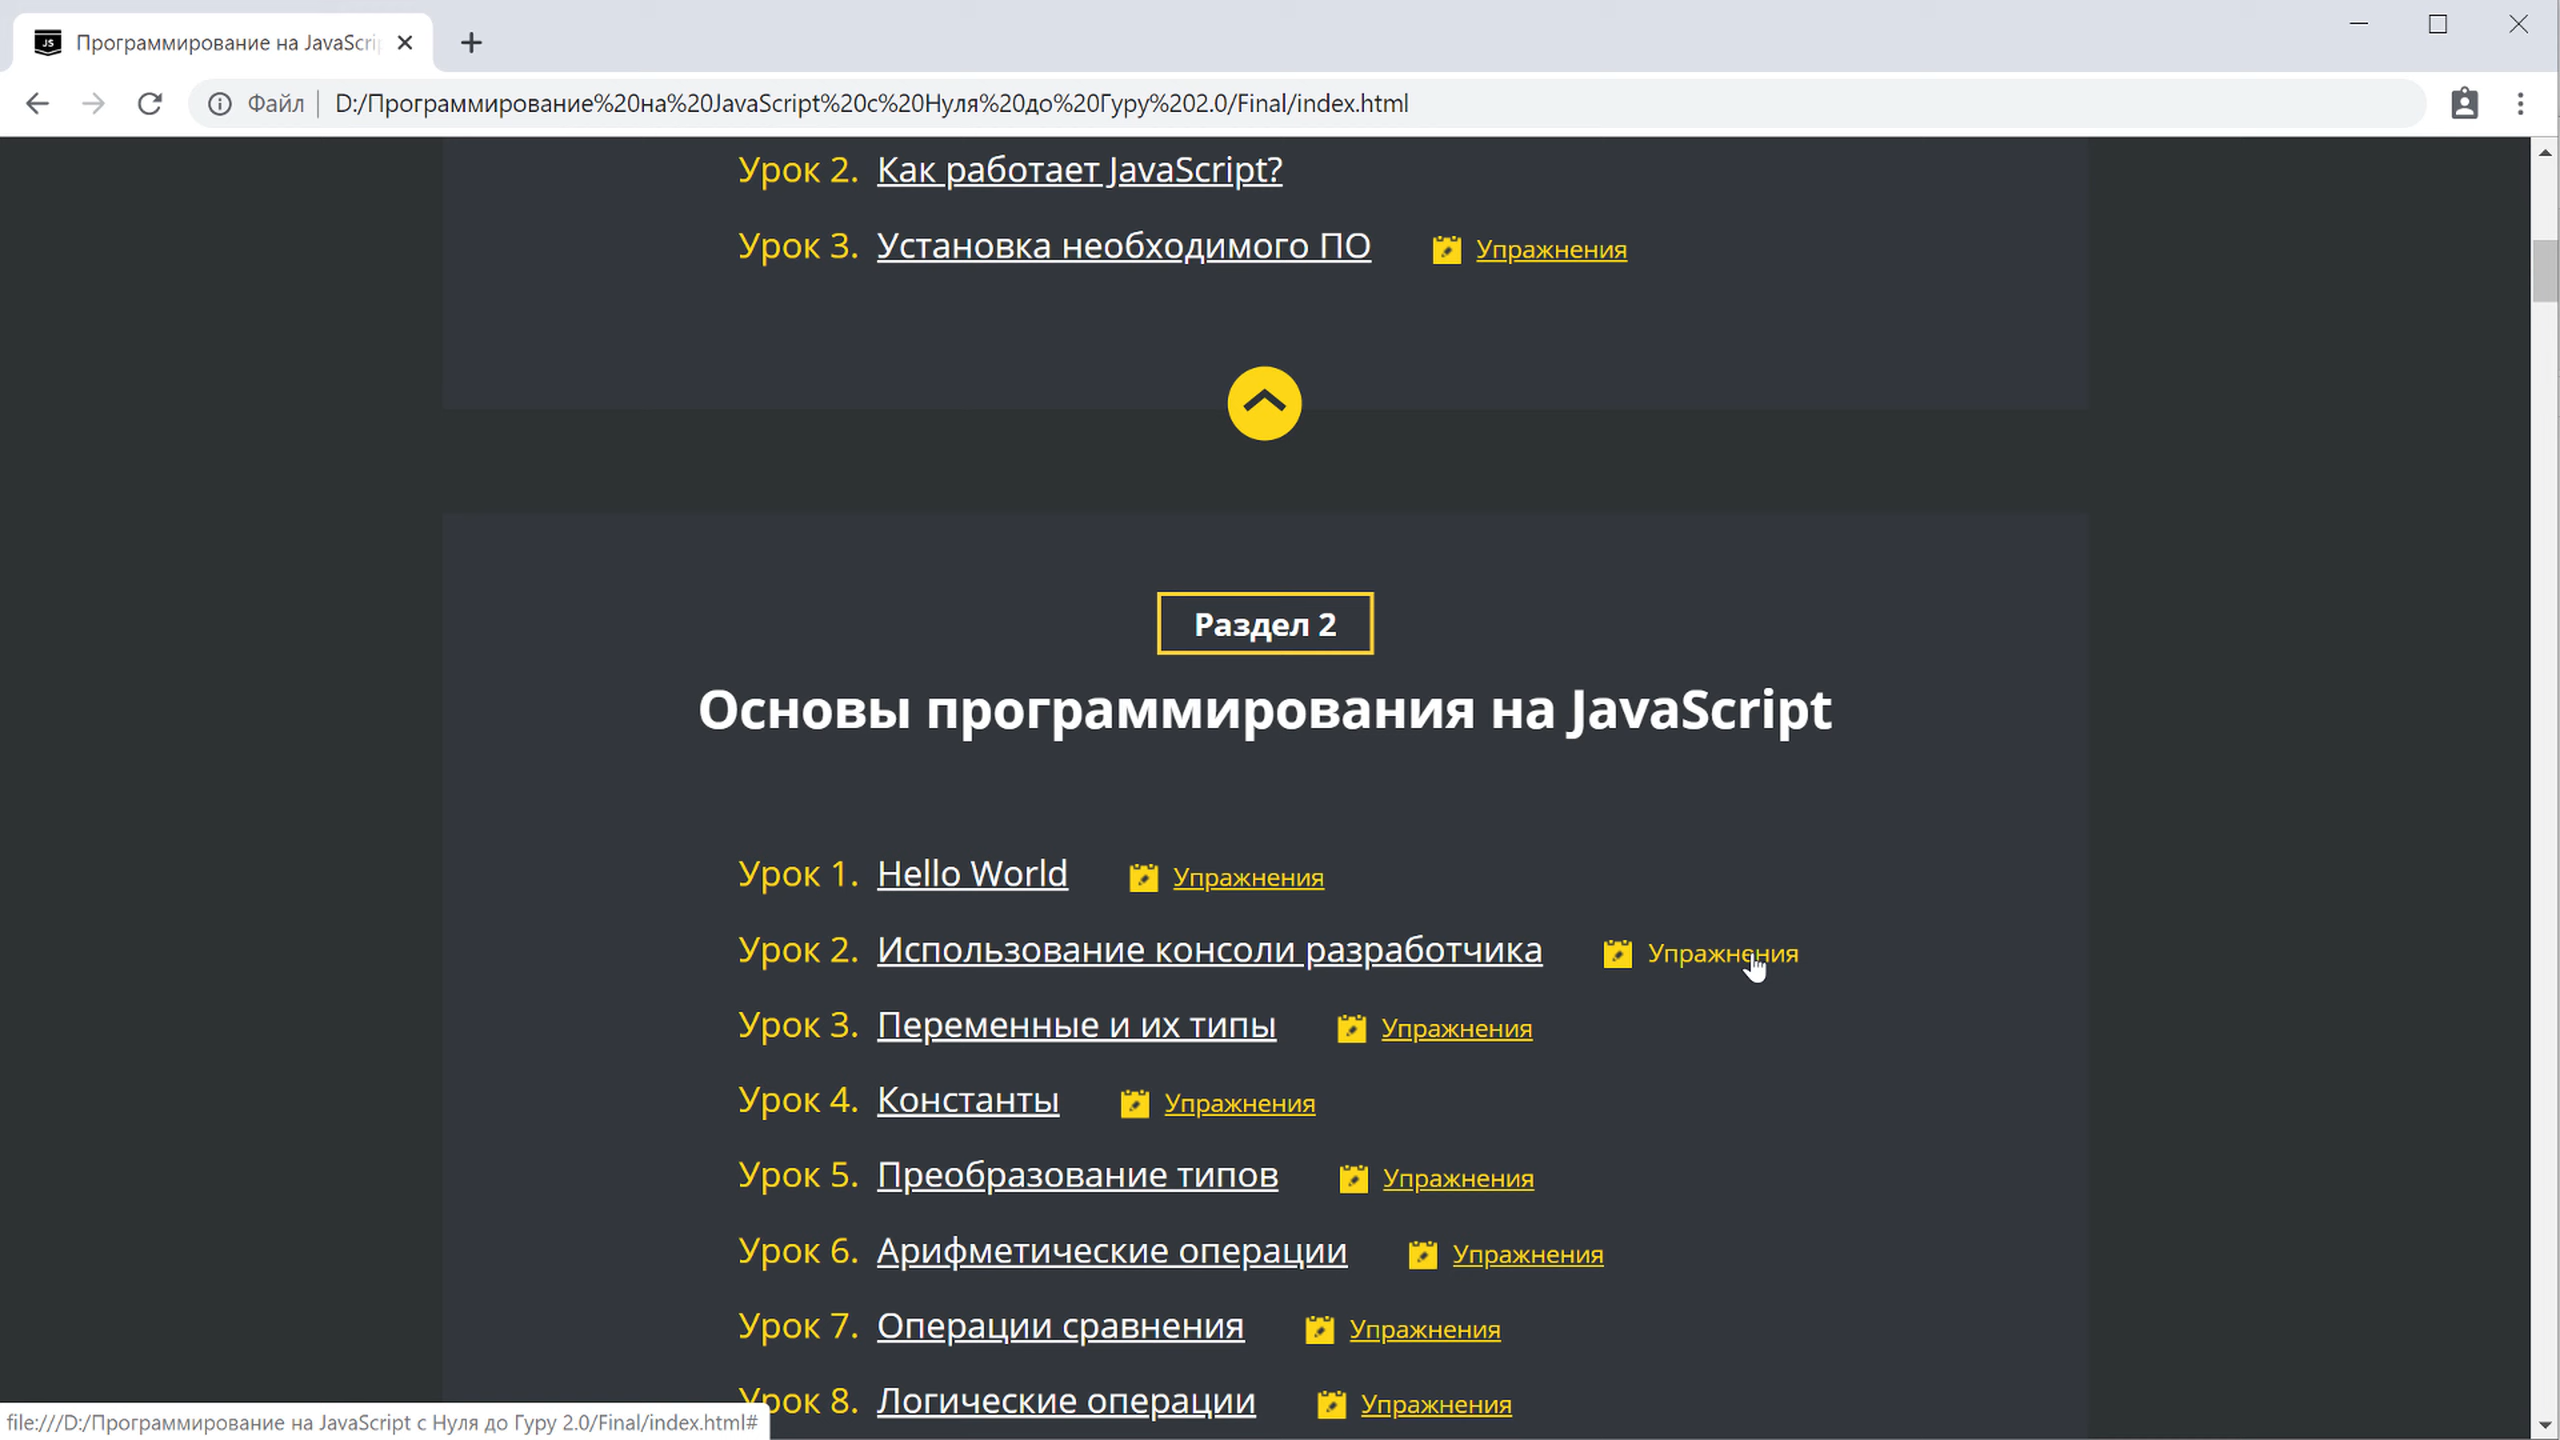 Программирование на JavaScri
Файл D:/Программирование%20на%20JavaScript%20с%20Нуля%20до%20Гуру%202.0/Final/index.html
Урок 2. Как работает JavaScript?
Урок 3. Установка необходимого ПО Упражнения
Раздел 2
Основы программирования на JavaScript
Урок 1. Hello World Упражнения
Урок 2. Использование консоли разработчика Упражнения
Урок 3. Переменные и их типы Упражнения
Урок 4. Константы Упражнения
Урок 5. Преобразование типов Упражнения
Урок 6. Арифметические операции Упражнения
Урок 7. Операции сравнения Упражнения
Урок 8. Логические операции Упражнения
file:///D:/Программирование на JavaScript с Нуля до Гуру 2.0/Final/index.html#